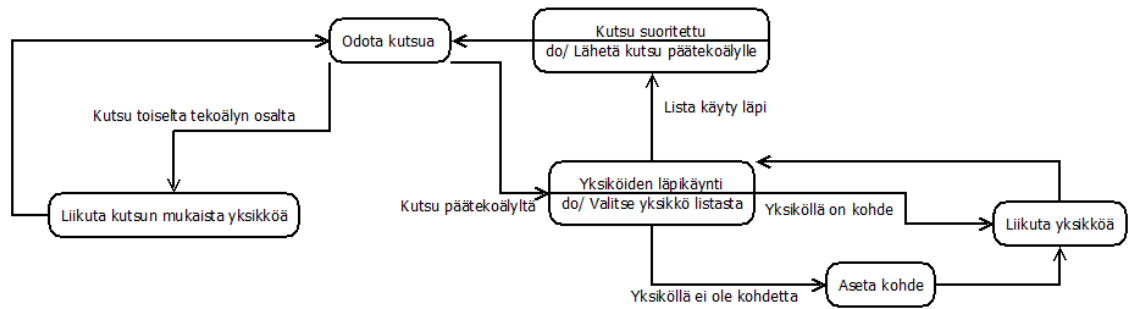 Odota kutsua
Kutsu suoritettu
do/ Lähetä kutsu päätekoälylle
Kutsu toiselta tekoälyn osalta
Lista käyty läpi
Liikuta kutsun mukaista yksikköä
Kutsu päätekoälyltä
Yksiköiden läpikäynti
do/ Valitse yksikkö listasta
Yksiköllä on kohde
Liikuta yksikköä
Yksiköllä ei ole kohdetta
Aseta kohde